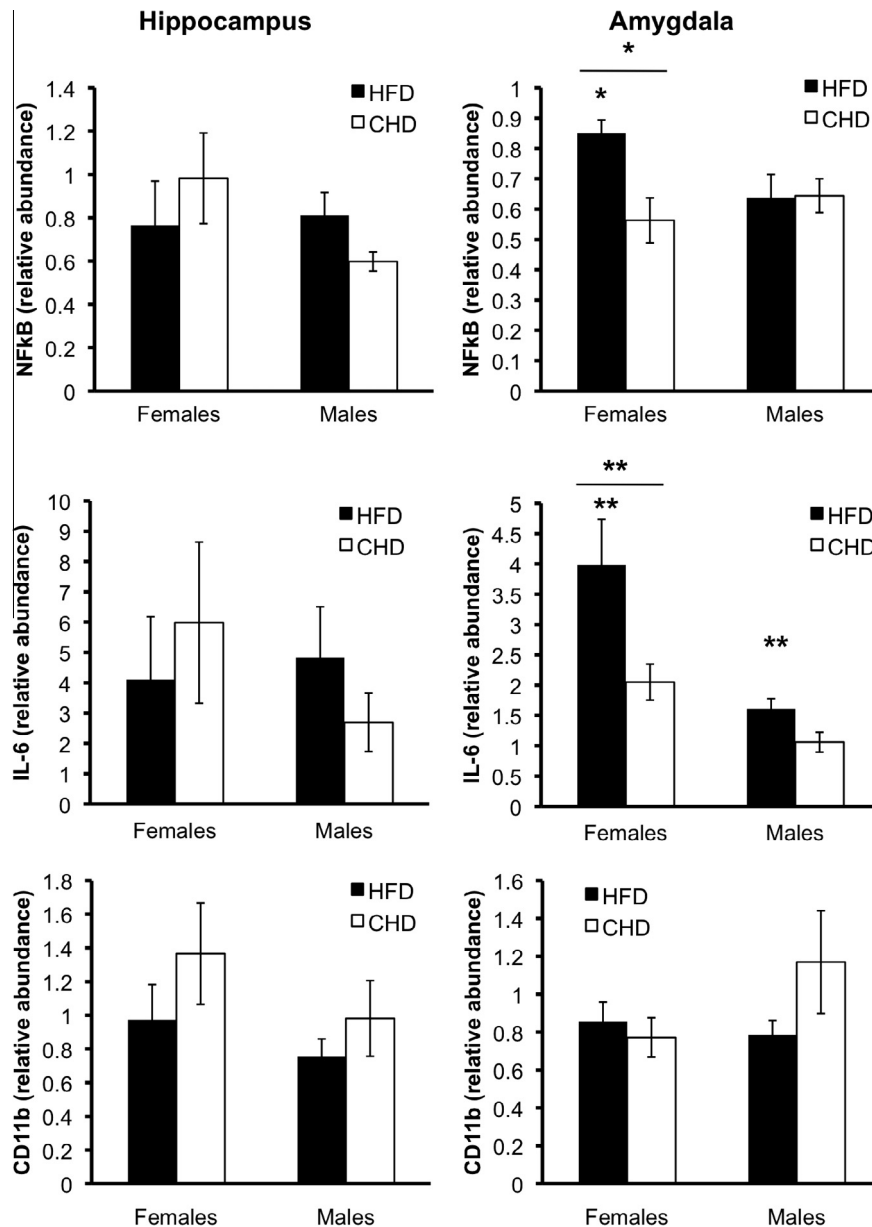 Hippocampus
Amygdala
NFkB (relative abundance)
1.4
1.2
1
0.8
0.6
0.4
0.2
0
HFD
CHD
Females
Males
NFkB (relative abundance)
1
0.9
0.8
0.7
0.6
0.5
0.4
0.3
0.2
0.1
0
*
*
HFD
CHD
Females
Males
IL-6 (relative abundance)
10
9
8
7
6
5
4
3
2
1
0
HFD
CHD
Females
Males
IL-6 (relative abundance)
5
4.5
4
3.5
3
2.5
2
1.5
1
0.5
0
**
**
**
HFD
CHD
Females
Males
CD11b (relative abundance)
1.8
1.6
1.4
1.2
1
0.8
0.6
0.4
0.2
0
HFD
CHD
Females
Males
CD11b (relative abundance)
1.6
1.4
1.2
1
0.8
0.6
0.4
0.2
0
HFD
CHD
Females
Males